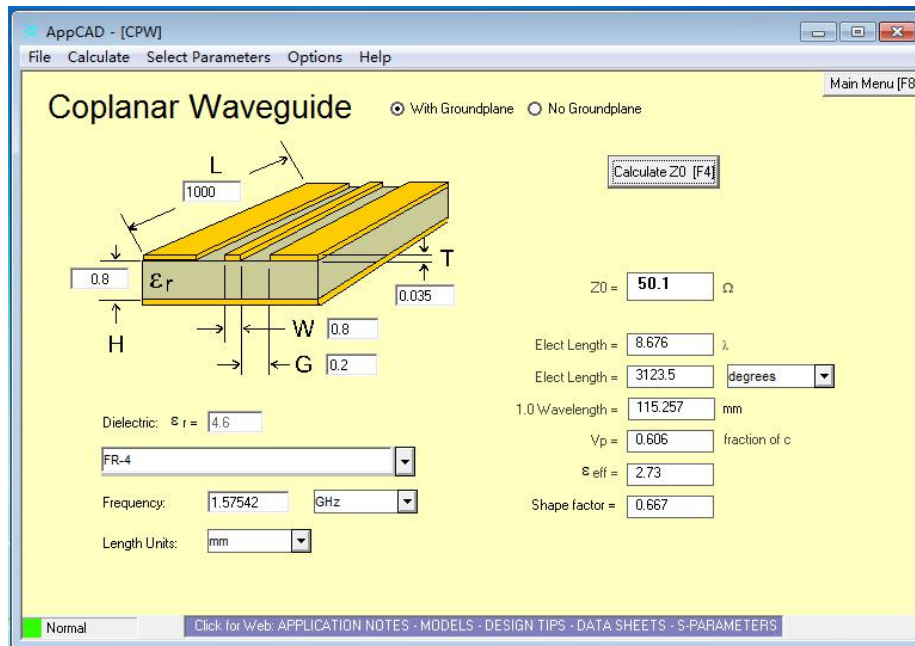 AppCAD - [CPW]
File Calculate Select Parameters Options Help
Main Menu [F8
Coplanar Waveguide
With Groundplane No Groundplane
Calculate Z0 [F4]
L
1000
0.8
H
εr
T
0.035
W 0.8
G 0.2
Z0 = 50.1 Ω
Elect Length = 8.676 λ
Elect Length = 3123.5 degrees
1.0 Wavelength = 115.257 mm
Vp = 0.606 fraction of c
ε eff = 2.73
Shape factor = 0.667
Dielectric: ε r = 4.6
FR-4
Frequency: 1.57542 GHz
Length Units: mm
Normal
Click for Web: APPLICATION NOTES - MODELS - DESIGN TIPS - DATA SHEETS - S-PARAMETERS